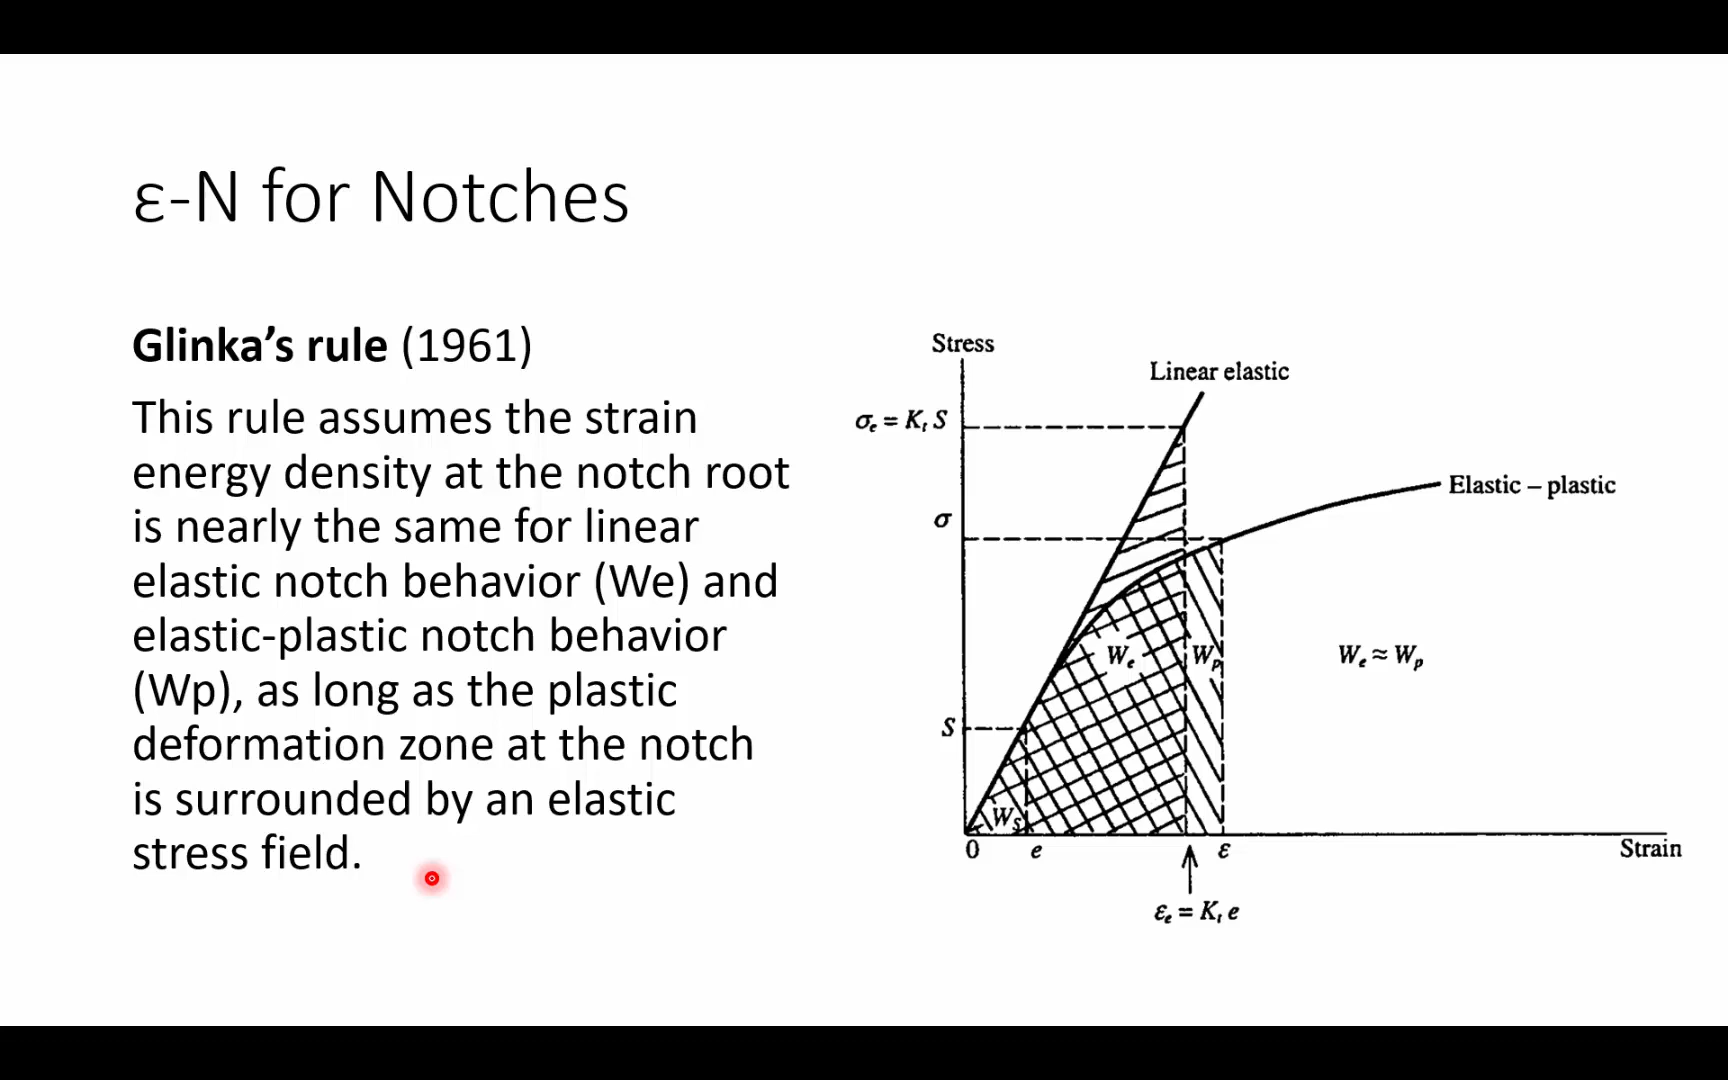 ε-N for Notches
Glinka's rule (1961)
This rule assumes the strain
energy density at the notch root
is nearly the same for linear
elastic notch behavior (We) and
elastic-plastic notch behavior
(Wp), as long as the plastic
deformation zone at the notch
is surrounded by an elastic
stress field.
Stress
Linear elastic
σₑ = Kₜ S
Elastic – plastic
σ
Wₑ
Wₚ
Wₑ ≈ Wₚ
S
Wₛ
0
e
ε
Strain
εₑ = Kₜ e